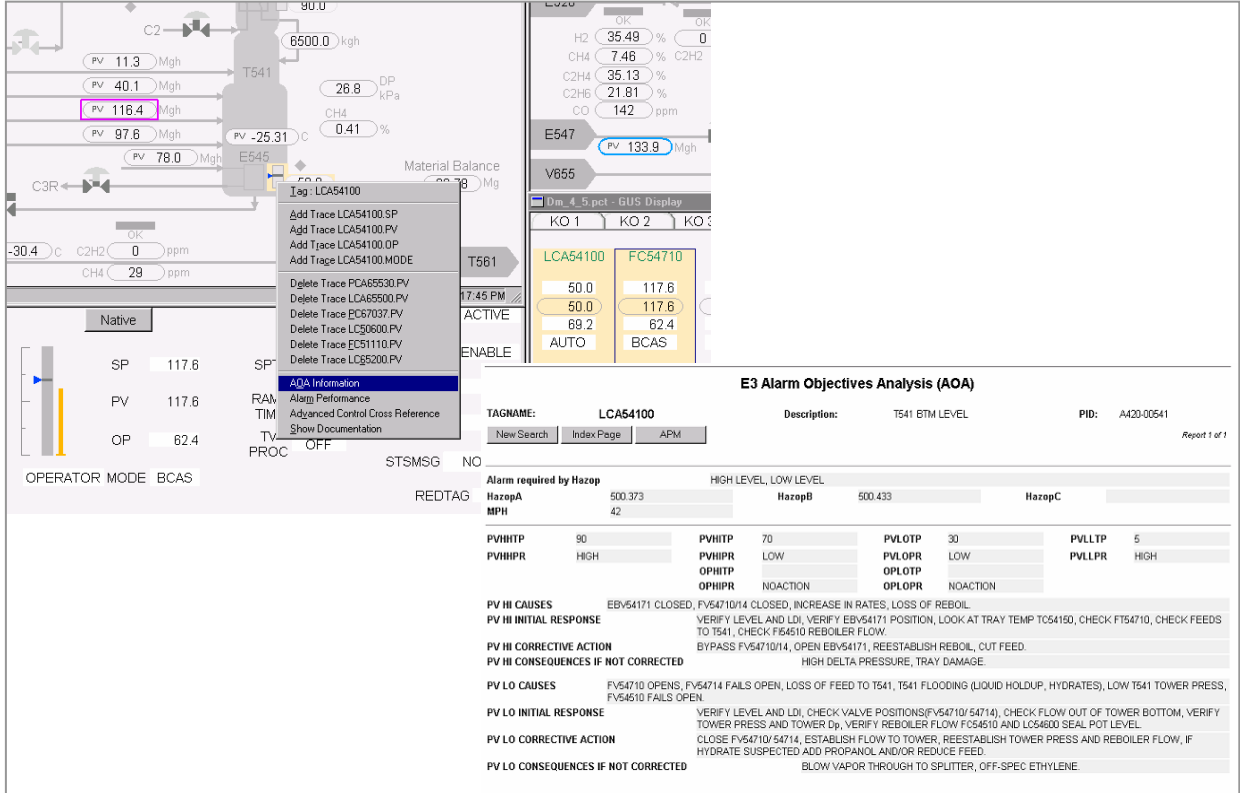 90.0
C2
6500.0 kgh
PV 11.3 Mgh
T541
PV 40.1 Mgh
26.8 DP kPa
PV 116.4 Mgh
CH4
0.41 %
PV 97.6 Mgh
PV -25.31 C
PV 78.0 Mgh
E545
Material Balance
C3R
Mg
OK
-30.4 C
C2H2 0 ppm
CH4 29 ppm
T561
17:45 PM
OK
OK
H2 35.49 %
0
CH4 7.46 %
C2H2
C2H4 35.13 %
C2H6 21.81 %
CO 142 ppm
E547
PV 133.9 Mgh
V655
Dm_4_5.pct - GUS Display
KO 1
KO 2
KO 3
LCA54100
FC54710
50.0
117.6
50.0
117.6
69.2
62.4
AUTO
BCAS
Tag : LCA54100
Add Trace LCA54100.SP
Add Trace LCA54100.PV
Add Trace LCA54100.OP
Add Trace LCA54100.MODE
Delete Trace PCA65530.PV
Delete Trace LCA65500.PV
Delete Trace PC67037.PV
Delete Trace LC50600.PV
Delete Trace FC51110.PV
Delete Trace LC65200.PV
AOA Information
Alarm Performance
Advanced Control Cross Reference
Show Documentation
Native
ACTIVE
SP 117.6
ENABLE
PV 117.6
OP 62.4
PROC OFF
STSMSG NO
OPERATOR MODE BCAS
REDTAG
E3 Alarm Objectives Analysis (AOA)
TAGNAME: LCA54100 Description: T541 BTM LEVEL PID: A420-00541
New Search Index Page APM
Report 1 of 1
Alarm required by Hazop HIGH LEVEL, LOW LEVEL
HazopA 500.373 HazopB 500.433 HazopC
MPH 42
PVHHTP 90 PVHITP 70 PVLOTP 30 PVLLTP 5
PVHHPR HIGH PVHIPR LOW PVLOPR LOW PVLLPR HIGH
OPHITP OPLOTP
OPHIPR NOACTION OPLOPR NOACTION
PV HI CAUSES EBV54171 CLOSED, FV54710/14 CLOSED, INCREASE IN RATES, LOSS OF REBOIL.
PV HI INITIAL RESPONSE VERIFY LEVEL AND LDI, VERIFY EBV54171 POSITION, LOOK AT TRAY TEMP TC54150, CHECK FT54710, CHECK FEEDS
TO T541, CHECK FI54510 REBOILER FLOW.
PV HI CORRECTIVE ACTION BYPASS FV54710/14, OPEN EBV54171, REESTABLISH REBOIL, CUT FEED.
PV HI CONSEQUENCES IF NOT CORRECTED HIGH DELTA PRESSURE, TRAY DAMAGE.
PV LO CAUSES FV54710 OPENS, FV54714 FAILS OPEN, LOSS OF FEED TO T541, T541 FLOODING (LIQUID HOLDUP, HYDRATES), LOW T541 TOWER PRESS,
FV54510 FAILS OPEN.
PV LO INITIAL RESPONSE VERIFY LEVEL AND LDI, CHECK VALVE POSITIONS(FV54710/ 54714), CHECK FLOW OUT OF TOWER BOTTOM, VERIFY
TOWER PRESS AND TOWER Dp, VERIFY REBOILER FLOW FC54510 AND LC54600 SEAL POT LEVEL.
PV LO CORRECTIVE ACTION CLOSE FV54710/ 54714, ESTABLISH FLOW TO TOWER, REESTABLISH TOWER PRESS AND REBOILER FLOW, IF
HYDRATE SUSPECTED ADD PROPANOL AND/OR REDUCE FEED.
PV LO CONSEQUENCES IF NOT CORRECTED BLOW VAPOR THROUGH TO SPLITTER, OFF-SPEC ETHYLENE.